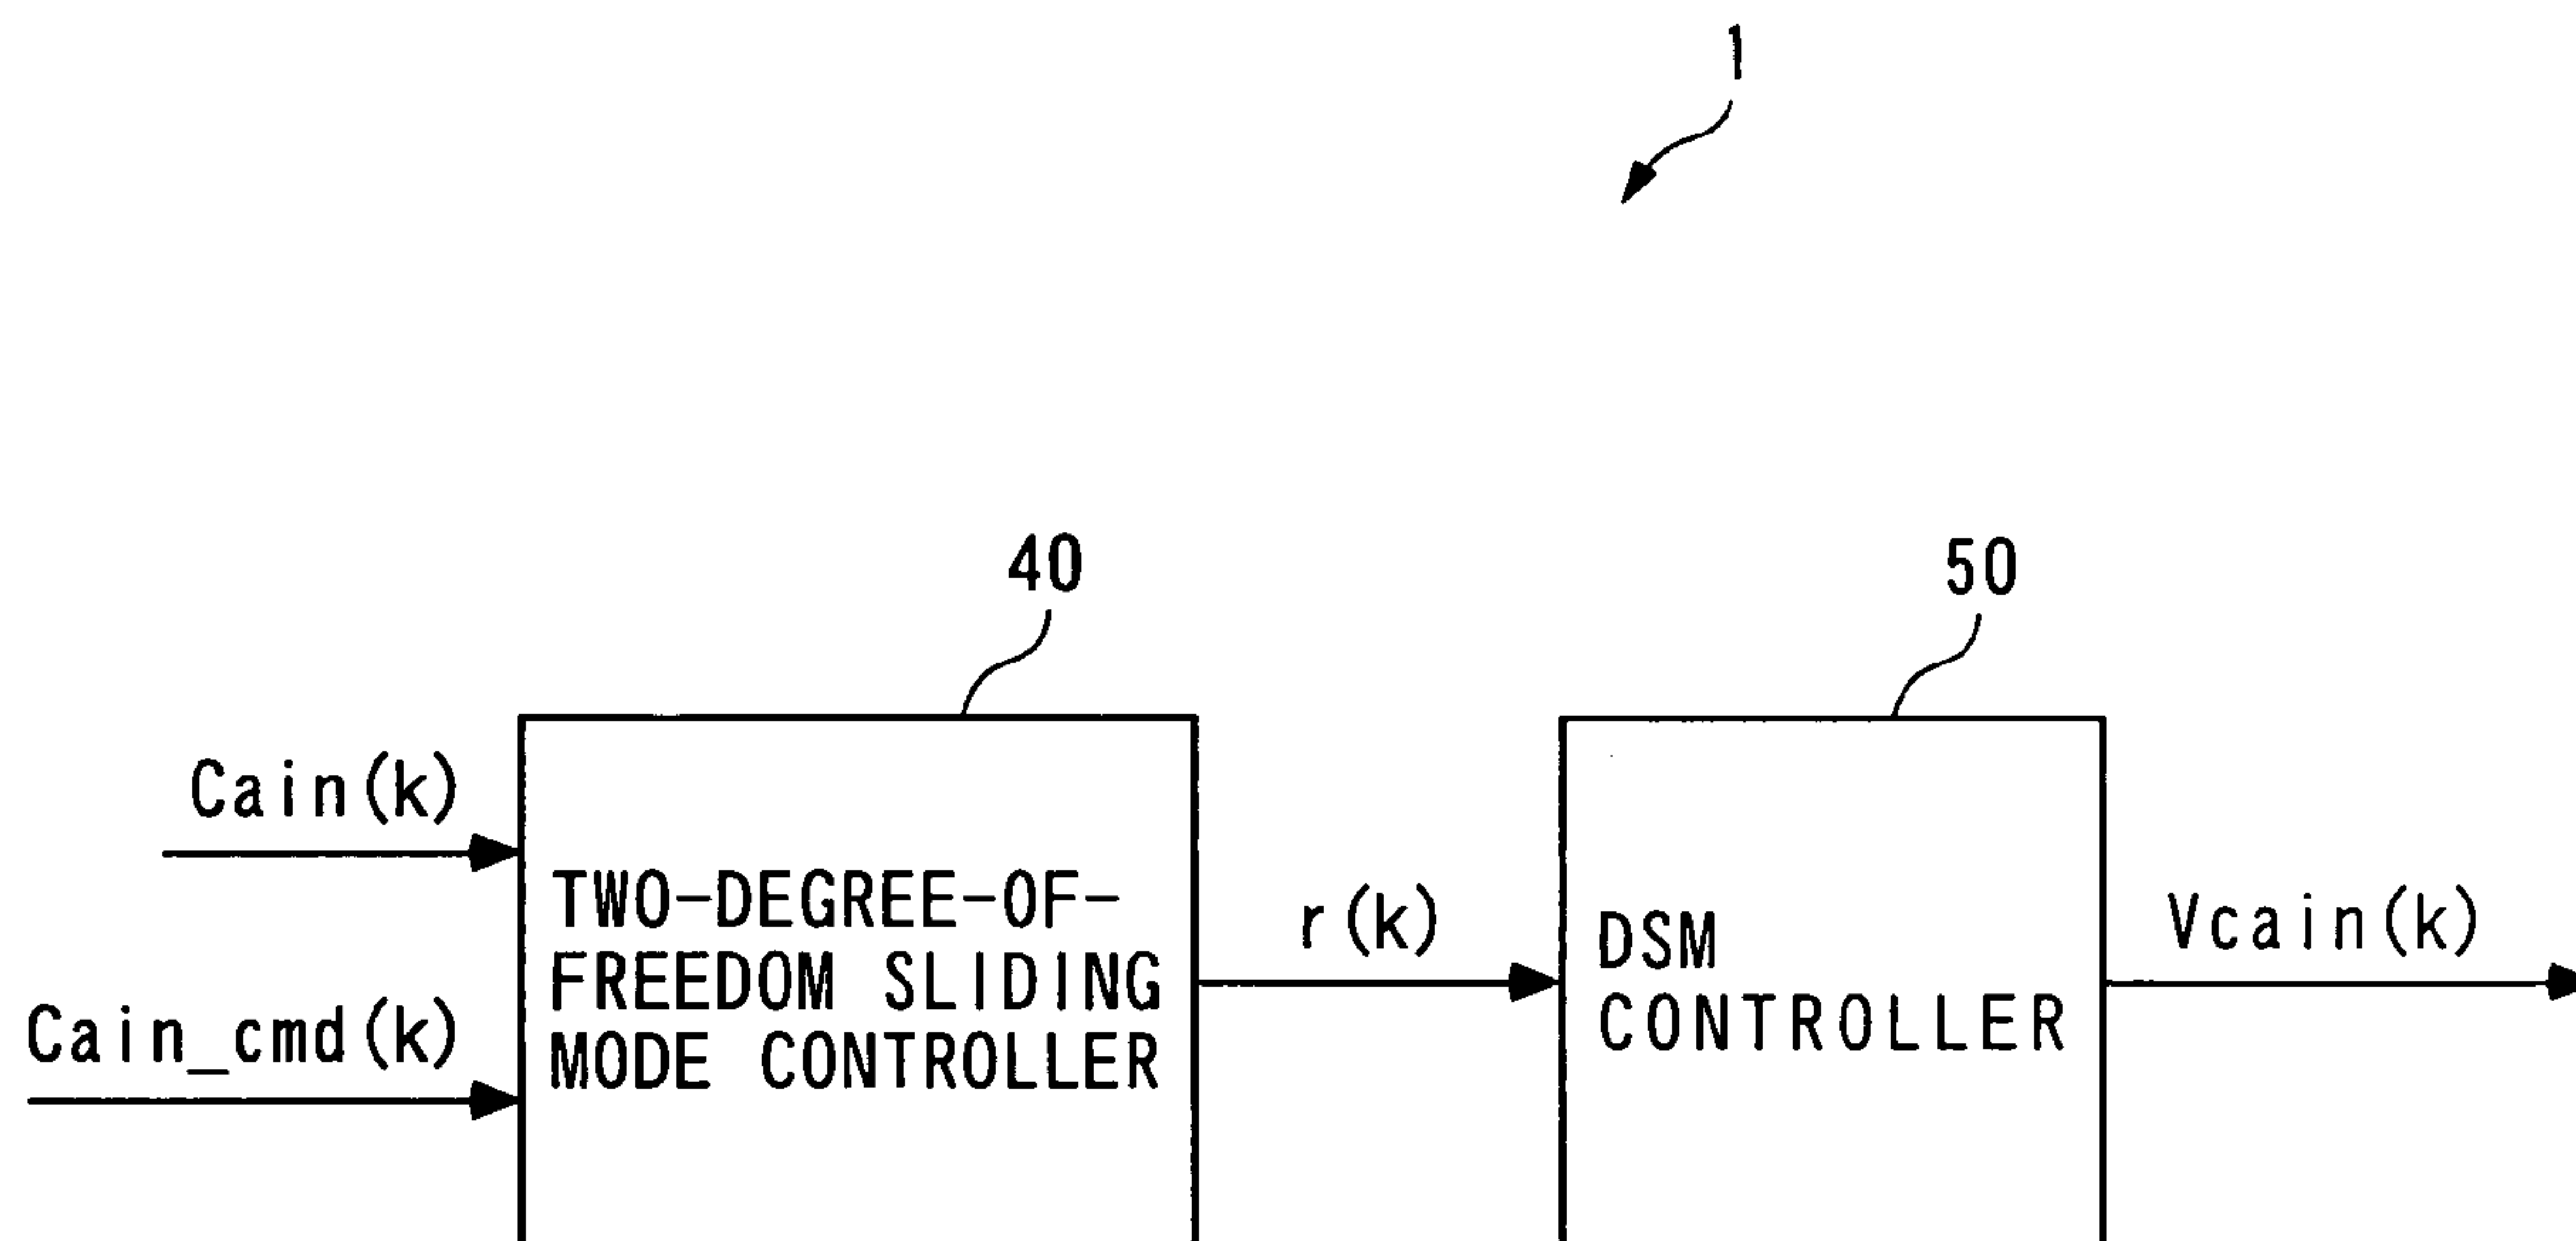 1
40
50
Cain(k)
Cain_cmd(k)
TWO-DEGREE-OF-
FREEDOM SLIDING
MODE CONTROLLER
r(k)
DSM
CONTROLLER
Vcain(k)